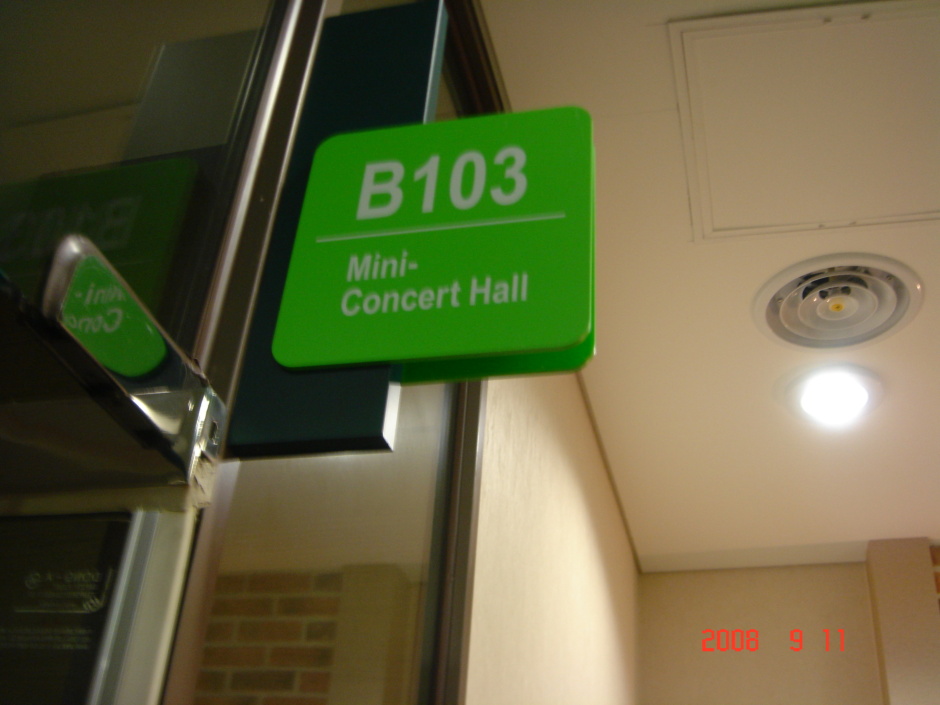 B103
Mini-
Concert Hall
2008 9 11